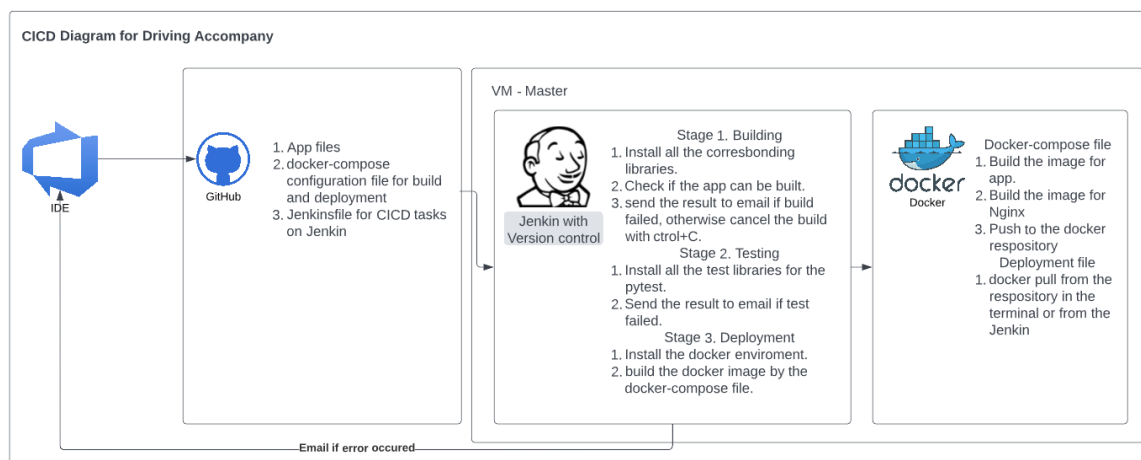 CICD Diagram for Driving Accompany
IDE
GitHub
1. App files
2. docker-compose
configuration file for build
and deployment
3. Jenkinsfile for CICD tasks
on Jenkin
VM - Master
Jenkin with
Version control
Stage 1. Building
1. Install all the corresbonding
libraries.
2. Check if the app can be built.
3. send the result to email if build
failed, otherwise cancel the build
with ctrol+C.
Stage 2. Testing
1. Install all the test libraries for the
pytest.
2. Send the result to email if test
failed.
Stage 3. Deployment
1. Install the docker enviroment.
2. build the docker image by the
docker-compose file.
docker
Docker
Docker-compose file
1. Build the image for
app.
2. Build the image for
Nginx
3. Push to the docker
respository
Deployment file
1. docker pull from the
respository in the
terminal or from the
Jenkin
Email if error occured